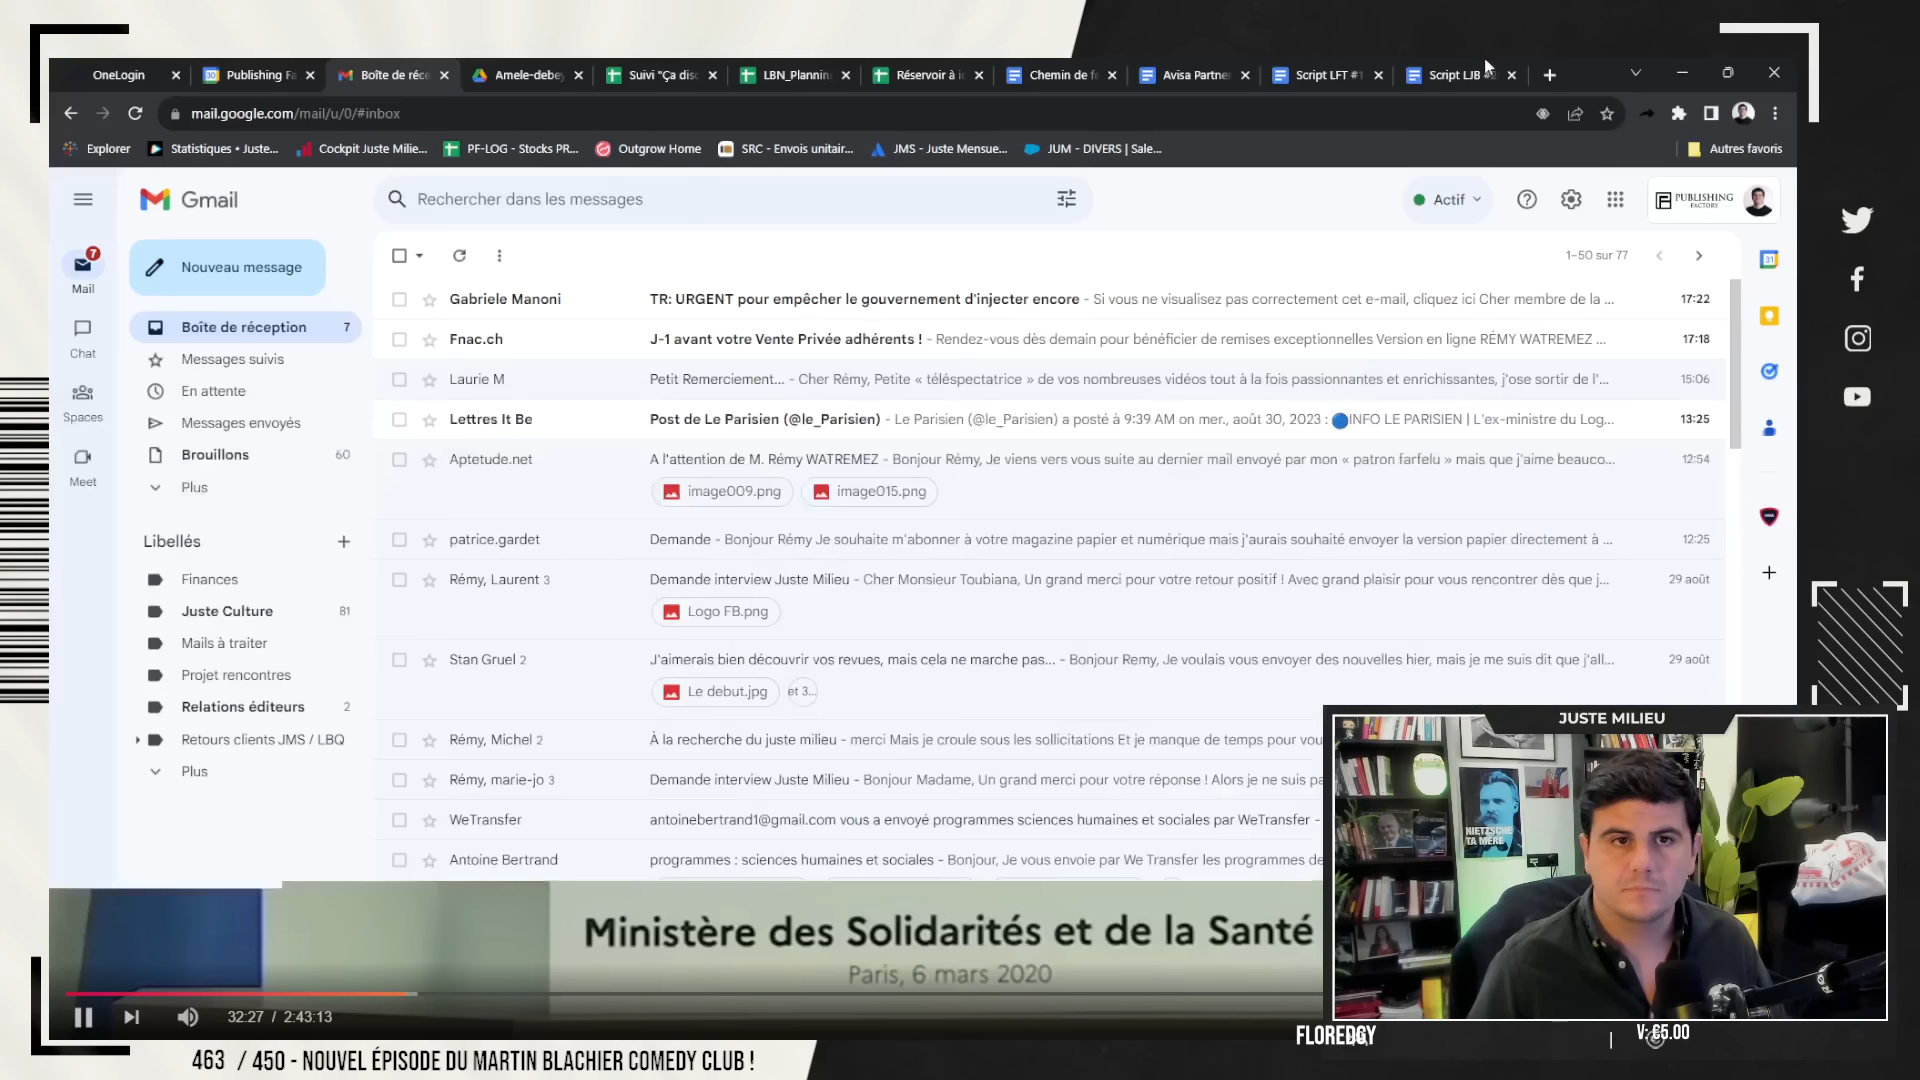 OneLogin
Publishing Fa
Boîte de réce
Amele-debey
Suivi "Ça disc
LBN_Planning
Réservoir à id
Chemin de fe
Avisa Partner
Script LFT #1
Script LJB
mail.google.com/mail/u/0/#inbox
Explorer
Statistiques • Juste...
Cockpit Juste Milie...
PF-LOG - Stocks PR...
Outgrow Home
SRC - Envois unitair...
JMS - Juste Mensue...
JUM - DIVERS | Sale...
Autres favoris
Gmail
Rechercher dans les messages
Actif
PUBLISHING
FACTORY
7
Mail
Chat
Spaces
Meet
Nouveau message
Boîte de réception 7
Messages suivis
En attente
Messages envoyés
Brouillons 60
Plus
Libellés
Finances
Juste Culture 81
Mails à traiter
Projet rencontres
Relations éditeurs 2
Retours clients JMS / LBQ
Plus
1–50 sur 77
Gabriele Manoni TR: URGENT pour empêcher le gouvernement d'injecter encore - Si vous ne visualisez pas correctement cet e-mail, cliquez ici Cher membre de la ... 17:22
Fnac.ch J-1 avant votre Vente Privée adhérents ! - Rendez-vous dès demain pour bénéficier de remises exceptionnelles Version en ligne RÉMY WATREMEZ ... 17:18
Laurie M Petit Remerciement... - Cher Rémy, Petite « téléspectatrice » de vos nombreuses vidéos tout à la fois passionnantes et enrichissantes, j'ose sortir de l'... 15:06
Lettres It Be Post de Le Parisien (@le_Parisien) - Le Parisien (@le_Parisien) a posté à 9:39 AM on mer., août 30, 2023 : INFO LE PARISIEN | L'ex-ministre du Log... 13:25
Aptetude.net A l'attention de M. Rémy WATREMEZ - Bonjour Rémy, Je viens vers vous suite au dernier mail envoyé par mon « patron farfelu » mais que j'aime beauco... 12:54
image009.png image015.png
patrice.gardet Demande - Bonjour Rémy Je souhaite m'abonner à votre magazine papier et numérique mais j'aurais souhaité envoyer la version papier directement à ... 12:25
Rémy, Laurent 3 Demande interview Juste Milieu - Cher Monsieur Toubiana, Un grand merci pour votre retour positif ! Avec grand plaisir pour vous rencontrer dès que j... 29 août
Logo FB.png
Stan Gruel 2 J'aimerais bien découvrir vos revues, mais cela ne marche pas... - Bonjour Remy, Je voulais vous envoyer des nouvelles hier, mais je me suis dit que j'all... 29 août
Le debut.jpg et 3...
Rémy, Michel 2 À la recherche du juste milieu - merci Mais je croule sous les sollicitations Et je manque de temps pour vou
Rémy, marie-jo 3 Demande interview Juste Milieu - Bonjour Madame, Un grand merci pour votre réponse ! Alors je ne suis pa
WeTransfer antoinebertrand1@gmail.com vous a envoyé programmes sciences humaines et sociales par WeTransfer -
Antoine Bertrand programmes : sciences humaines et sociales - Bonjour, Je vous envoie par We Transfer les programmes de
31
JUSTE MILIEU
NIETZSCHE
TA MÈRE
Ministère des Solidarités et de la Santé
Paris, 6 mars 2020
32:27 / 2:43:13
463 / 450 - NOUVEL ÉPISODE DU MARTIN BLACHIER COMEDY CLUB !
FLOREDGY
V: €5.00